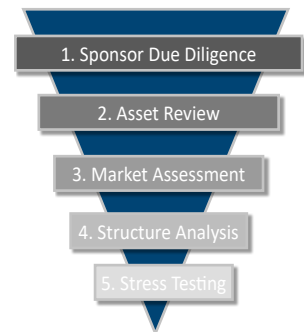 1. Sponsor Due Diligence
2. Asset Review
3. Market Assessment
4. Structure Analysis
5. Stress Testing